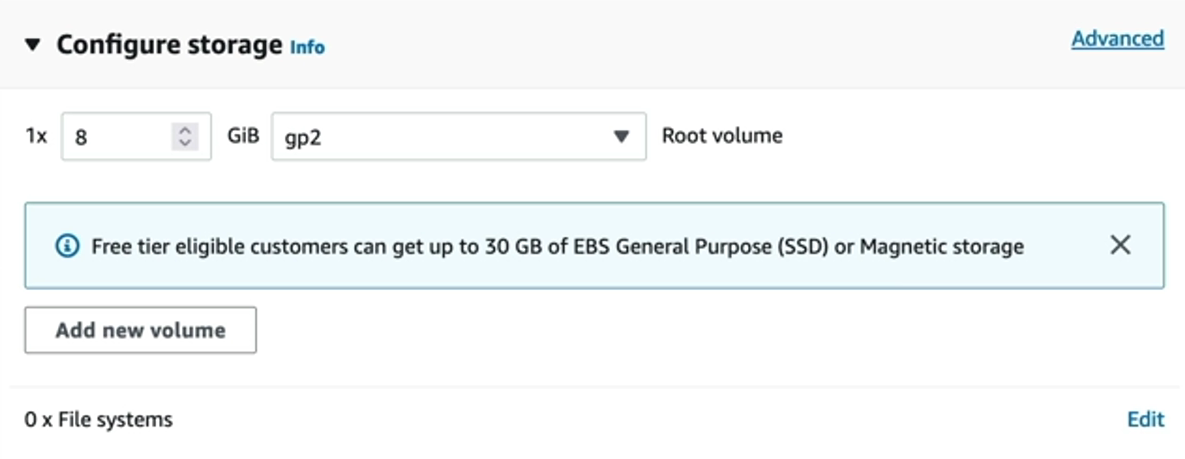 Configure storage Info
Advanced
1x 8 GiB gp2 Root volume
Free tier eligible customers can get up to 30 GB of EBS General Purpose (SSD) or Magnetic storage
Add new volume
0 x File systems
Edit